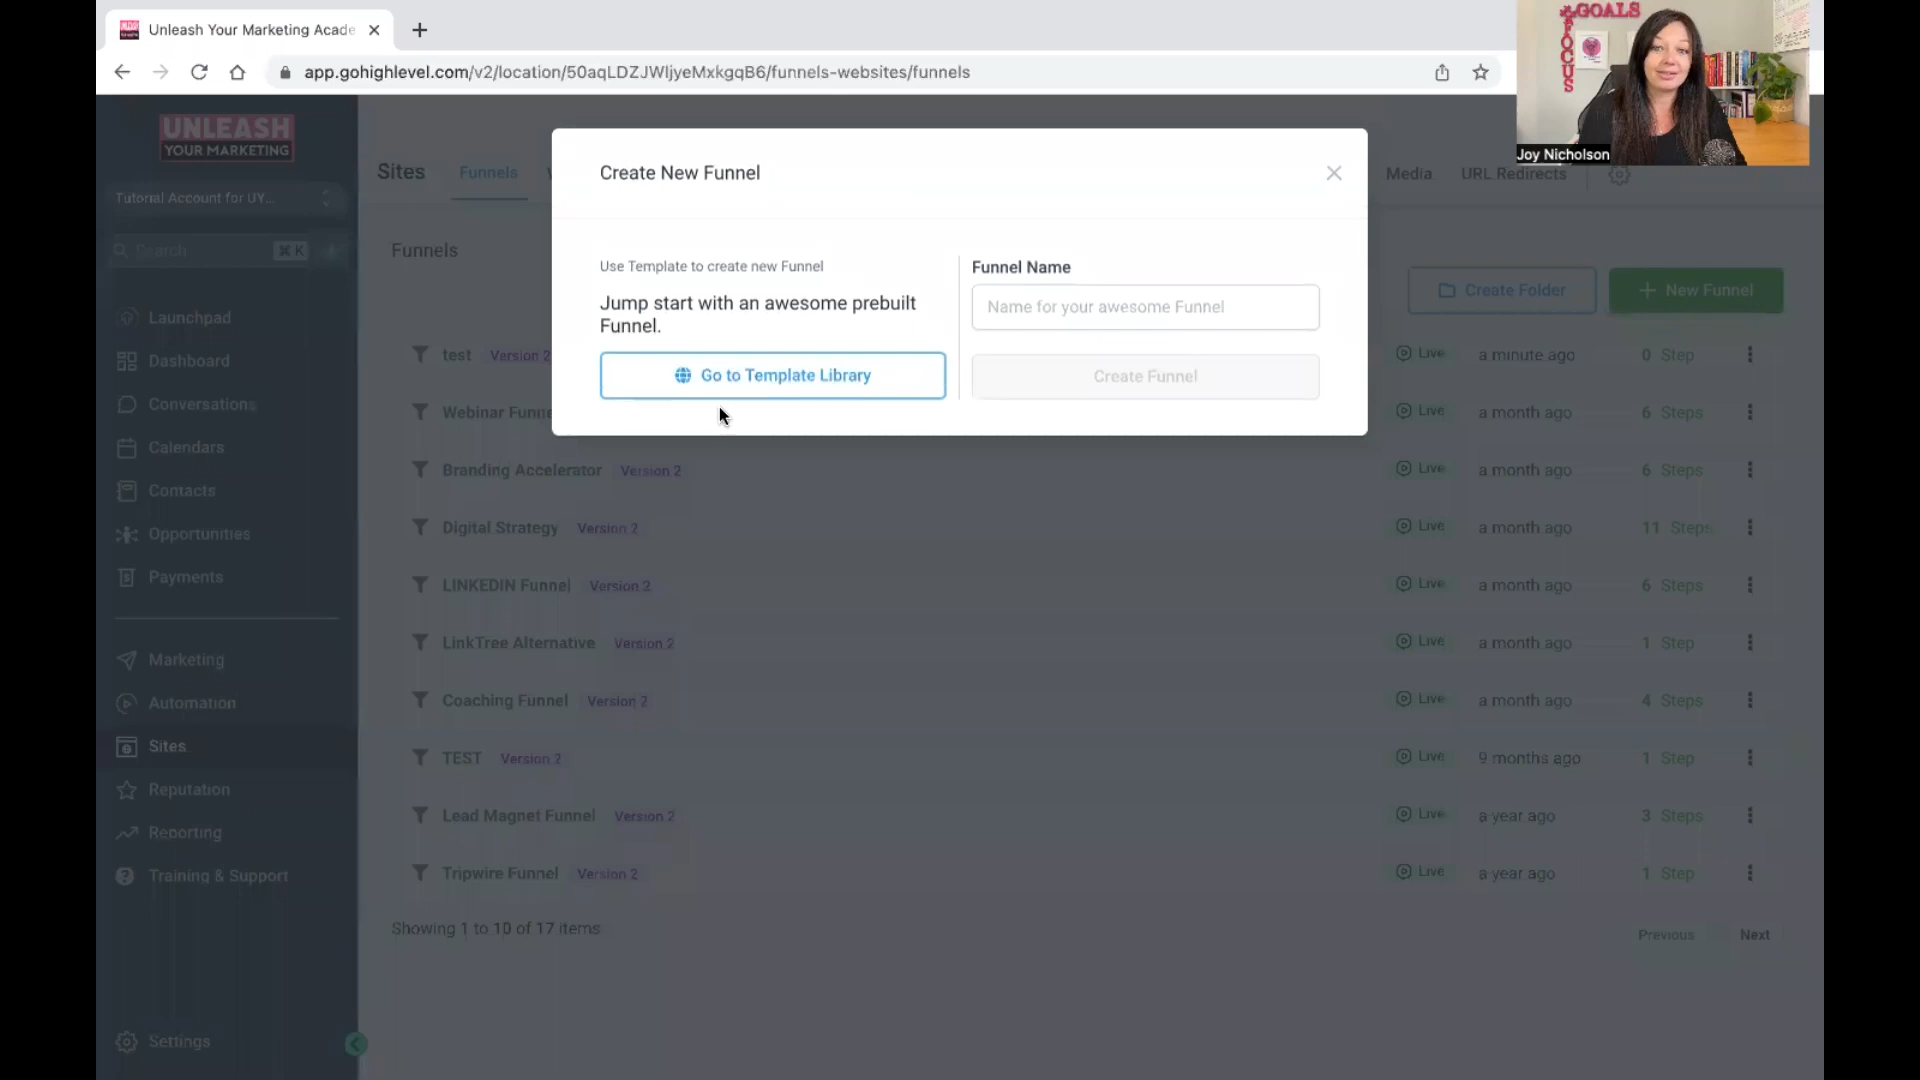 Unleash Your Marketing Acade
app.gohighlevel.com/v2/location/50aqLDZJWIjyeMxkgqB6/funnels-websites/funnels
GOALS
FOCUS
Joy Nicholson
UNLEASH
YOUR MARKETING
Tutorial Account for UY...
Search ⌘ K
Launchpad
Dashboard
Conversations
Calendars
Contacts
Opportunities
Payments
Marketing
Automation
Sites
Reputation
Reporting
Training & Support
Settings
Sites Funnels Media URL Redirects
Create New Funnel
Use Template to create new Funnel
Jump start with an awesome prebuilt
Funnel.
Go to Template Library
Funnel Name
Name for your awesome Funnel
Create Funnel
Funnels
Create Folder + New Funnel
test Version 2 Live a minute ago 0 Step
Webinar Live a month ago 6 Steps
Branding Accelerator Version 2 Live a month ago 6 Steps
Digital Strategy Version 2 Live a month ago 11 Steps
LINKEDIN Funnel Version 2 Live a month ago 6 Steps
LinkTree Alternative Version 2 Live a month ago 1 Step
Coaching Funnel Version 2 Live a month ago 4 Steps
TEST Version 2 Live 9 months ago 1 Step
Lead Magnet Funnel Version 2 Live a year ago 3 Steps
Tripwire Funnel Version 2 Live a year ago 1 Step
Showing 1 to 10 of 17 items
Previous Next